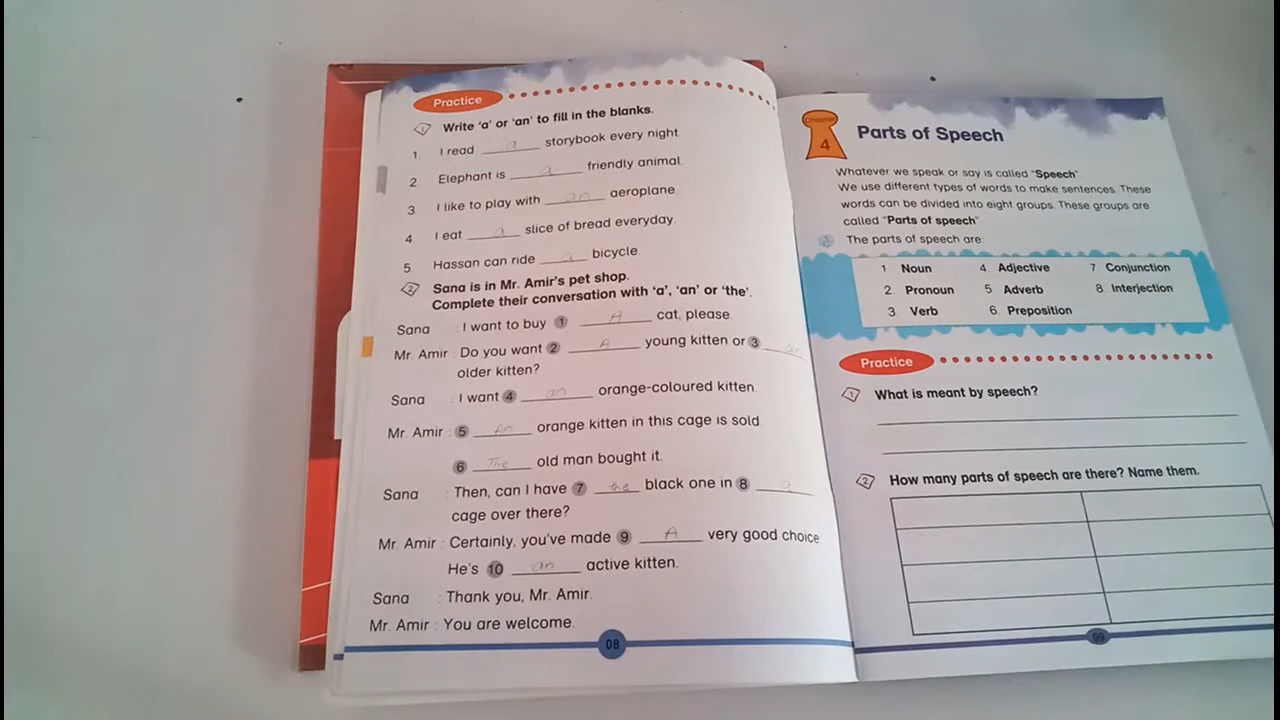 Practice
1 Write 'a' or 'an' to fill in the blanks.
1. I read a storybook every night
2 Elephant is a friendly animal.
3. I like to play with an aeroplane.
4. I eat a slice of bread everyday.
5. Hassan can ride a bicycle.
2 Sana is in Mr. Amir's pet shop.
Complete their conversation with 'a', 'an' or 'the'.
Sana : I want to buy 1 A cat, please.
Mr. Amir : Do you want 2 A young kitten or 3 an
older kitten?
Sana : I want 4 an orange-coloured kitten.
Mr. Amir : 5 An orange kitten in this cage is sold
6 The old man bought it.
Sana : Then, can I have 7 the black one in 8 a
cage over there?
Mr. Amir : Certainly, you've made 9 A very good choice
He's 10 an active kitten.
Sana : Thank you, Mr. Amir.
Mr. Amir : You are welcome.
08
Chapter
4
Parts of Speech
Whatever we speak or say is called "Speech"
We use different types of words to make sentences. These
words can be divided into eight groups. These groups are
called "Parts of speech"
The parts of speech are:
1 Noun 4. Adjective 7 Conjunction
2. Pronoun 5 Adverb 8. Interjection
3. Verb 6. Preposition
Practice
1 What is meant by speech?
2 How many parts of speech are there? Name them.
09